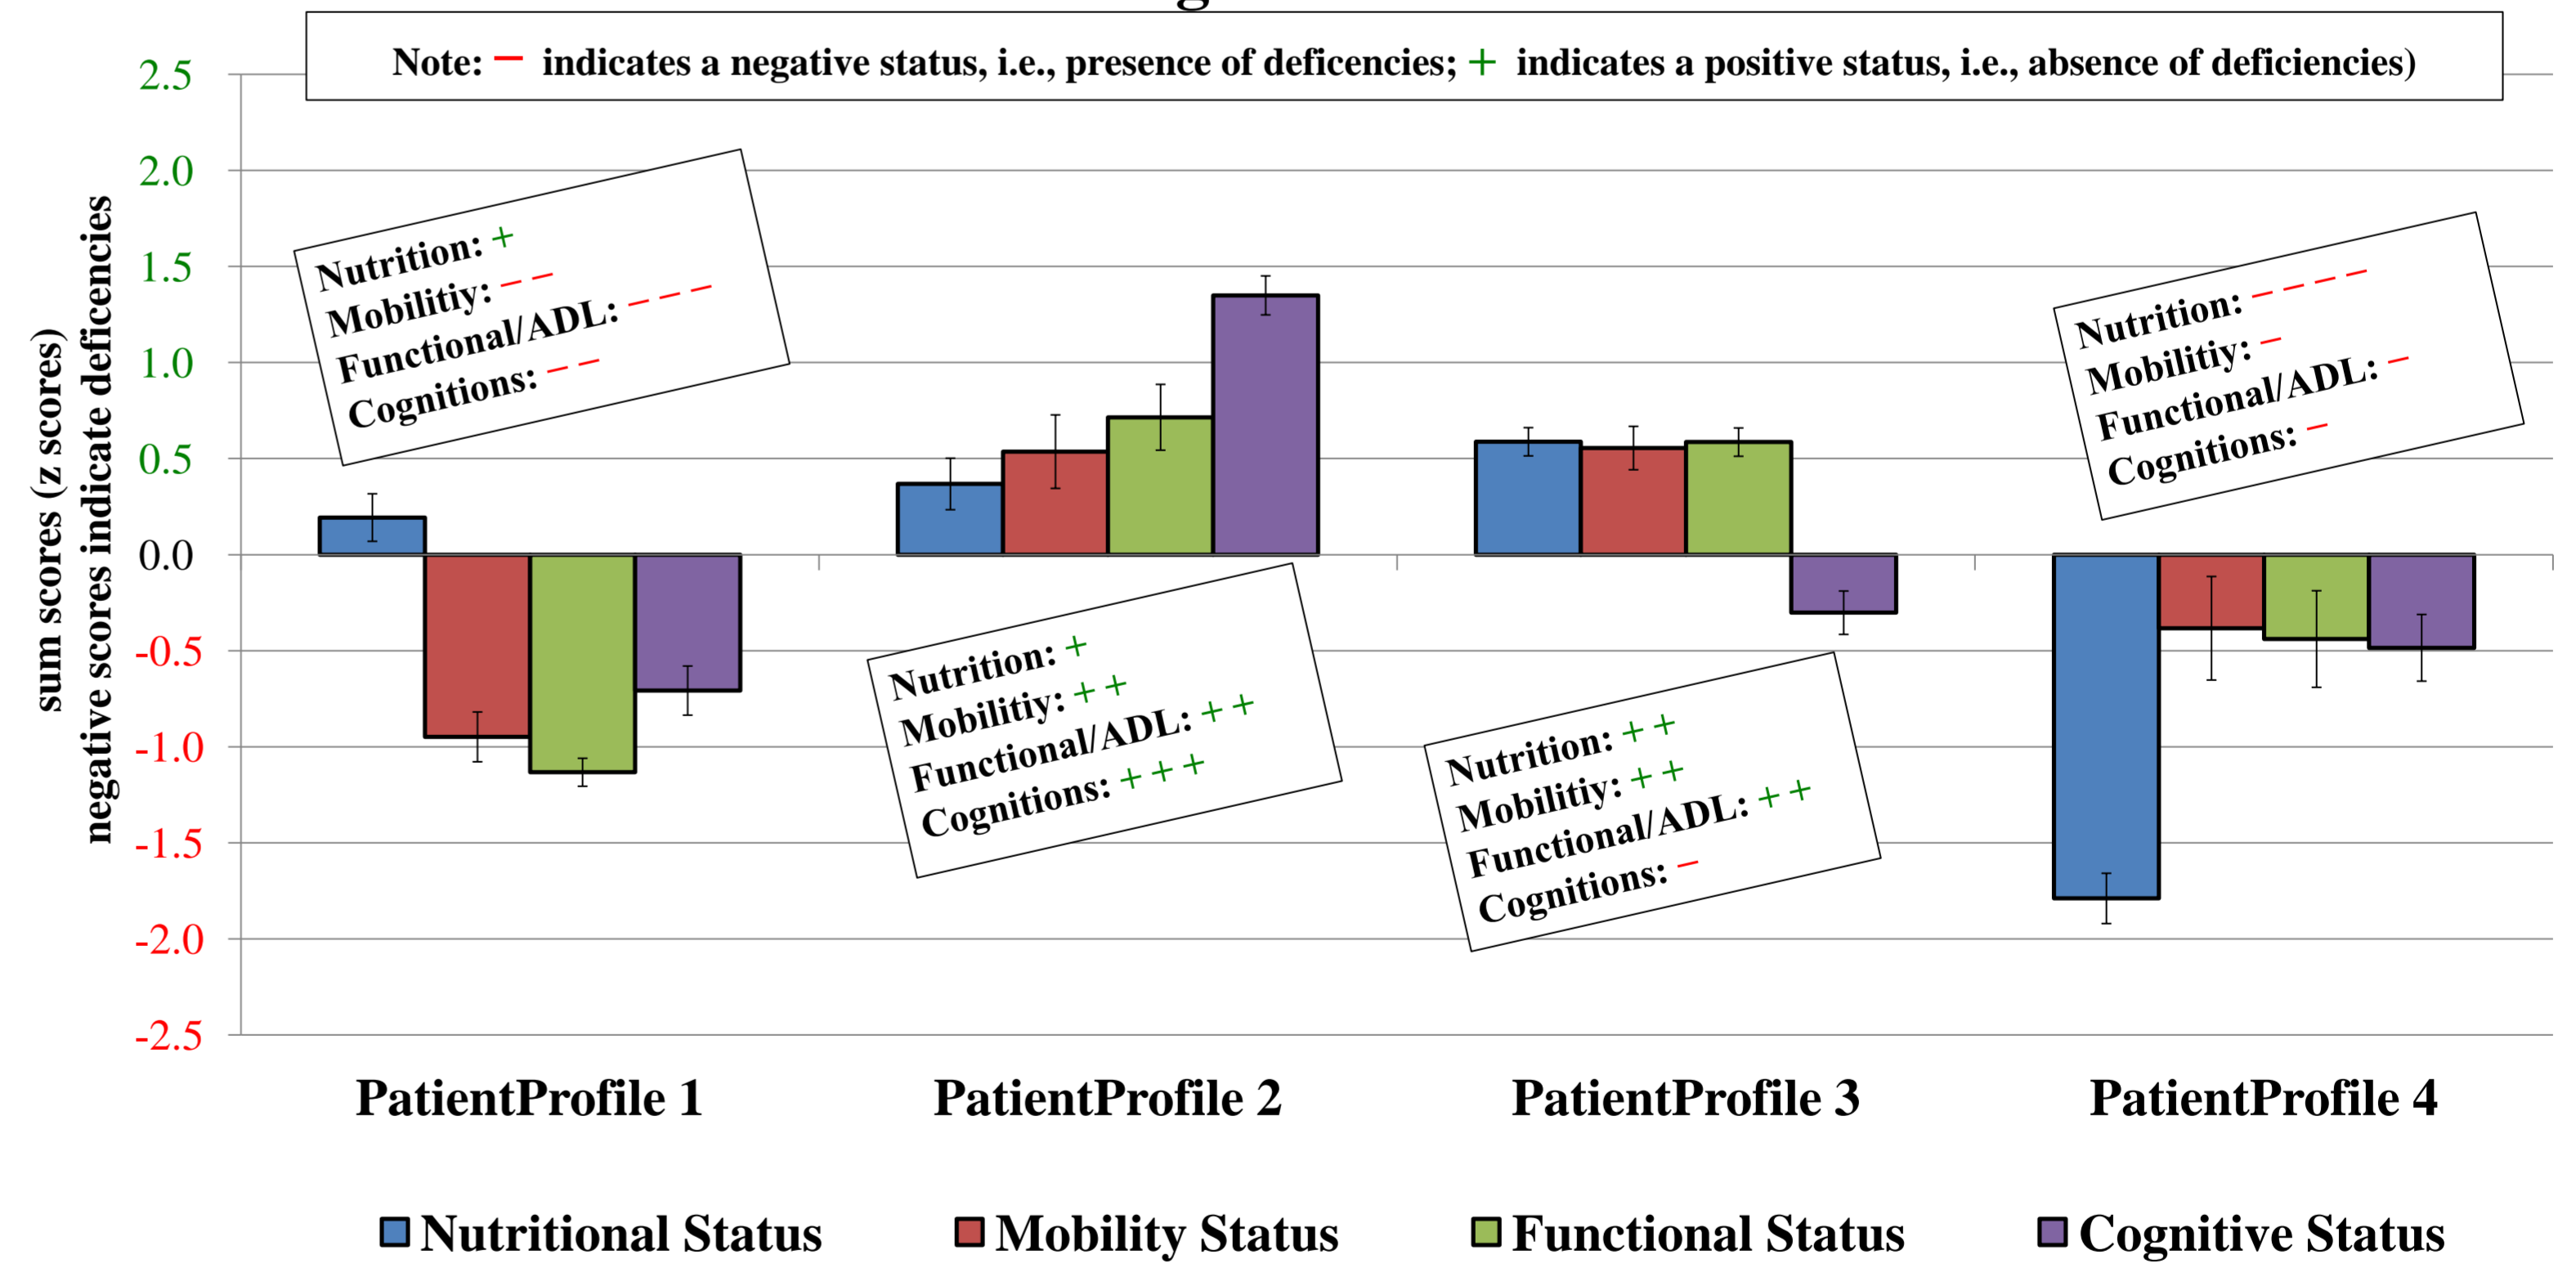 Note: − indicates a negative status, i.e., presence of deficencies; + indicates a positive status, i.e., absence of deficiencies)
sum scores (z scores)
negative scores indicate deficencies
2.5
2.0
1.5
1.0
0.5
0.0
-0.5
-1.0
-1.5
-2.0
-2.5
Nutrition: +
Mobilitiy: − −
Functional/ADL: − − −
Cognitions: − −
Nutrition: +
Mobilitiy: + +
Functional/ADL: + +
Cognitions: + + +
Nutrition: + +
Mobilitiy: + +
Functional/ADL: + +
Cognitions: −
Nutrition: − − − −
Mobilitiy: −
Functional/ADL: −
Cognitions: −
PatientProfile 1
PatientProfile 2
PatientProfile 3
PatientProfile 4
Nutritional Status
Mobility Status
Functional Status
Cognitive Status